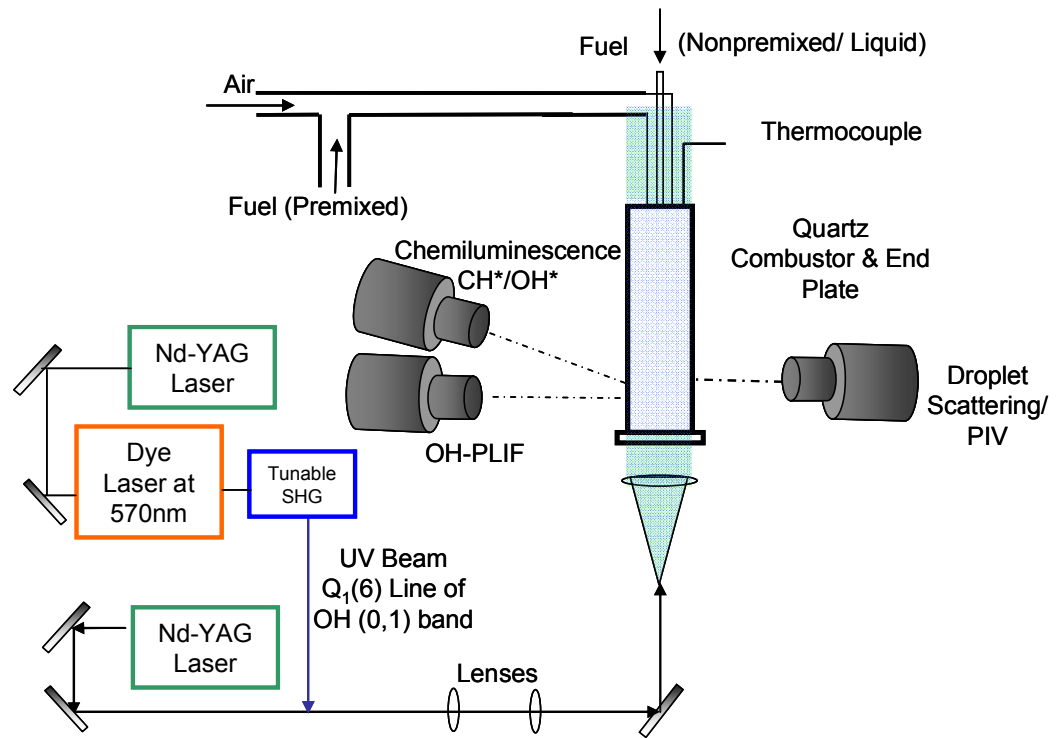 Fuel
(Nonpremixed/ Liquid)
Air
Thermocouple
Fuel (Premixed)
Quartz
Combustor & End
Plate
Chemiluminescence
CH*/OH*
Nd-YAG
Laser
Droplet
Scattering/
PIV
OH-PLIF
Dye
Laser at
570nm
Tunable
SHG
UV Beam
Q1(6) Line of
OH (0,1) band
Nd-YAG
Laser
Lenses